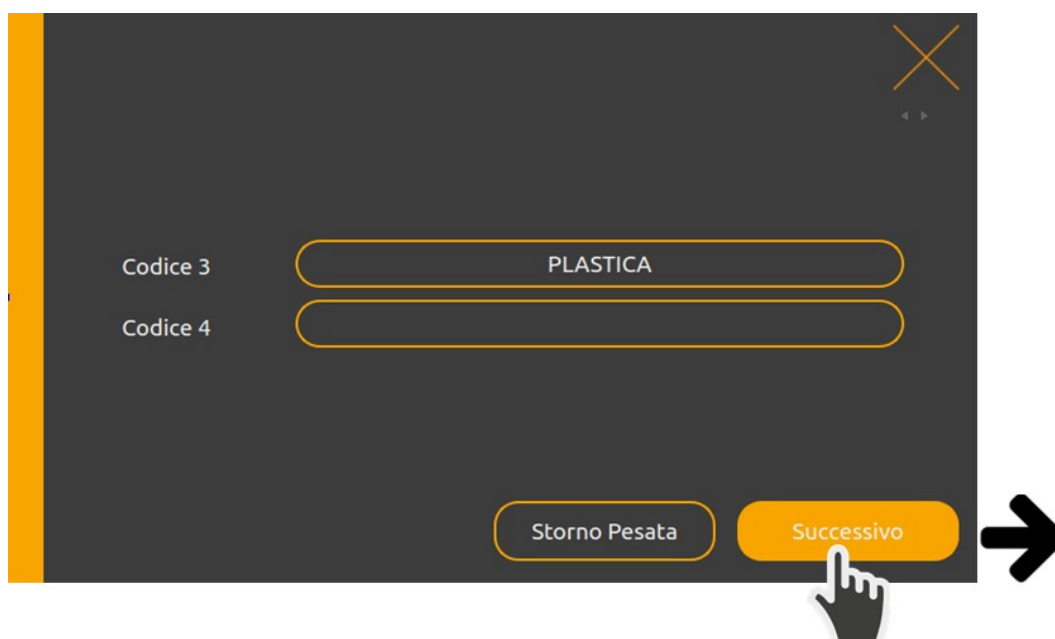 Codice 3
PLASTICA
Codice 4
Storno Pesata
Successivo